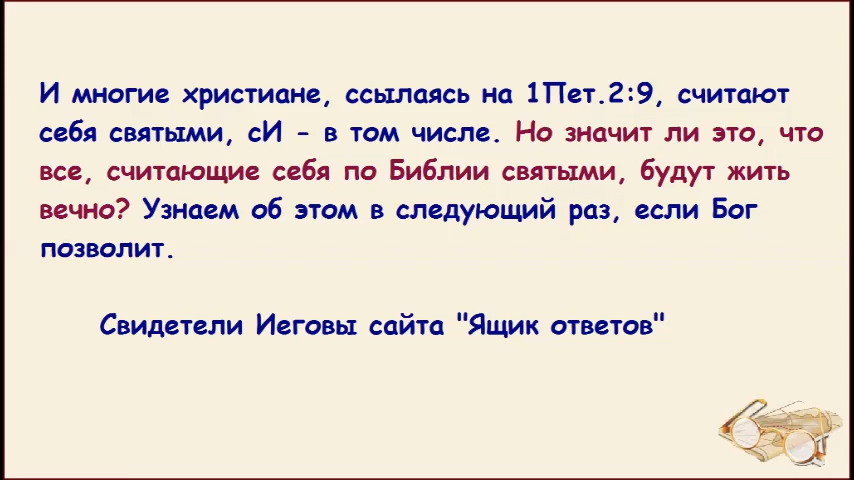 И многие христиане, ссылаясь на 1Пет.2:9, считают
себя святыми, сИ – в том числе. Но значит ли это, что
все, считающие себя по Библии святыми, будут жить
вечно? Узнаем об этом в следующий раз, если Бог
позволит.
Свидетели Иеговы сайта "Ящик ответов"